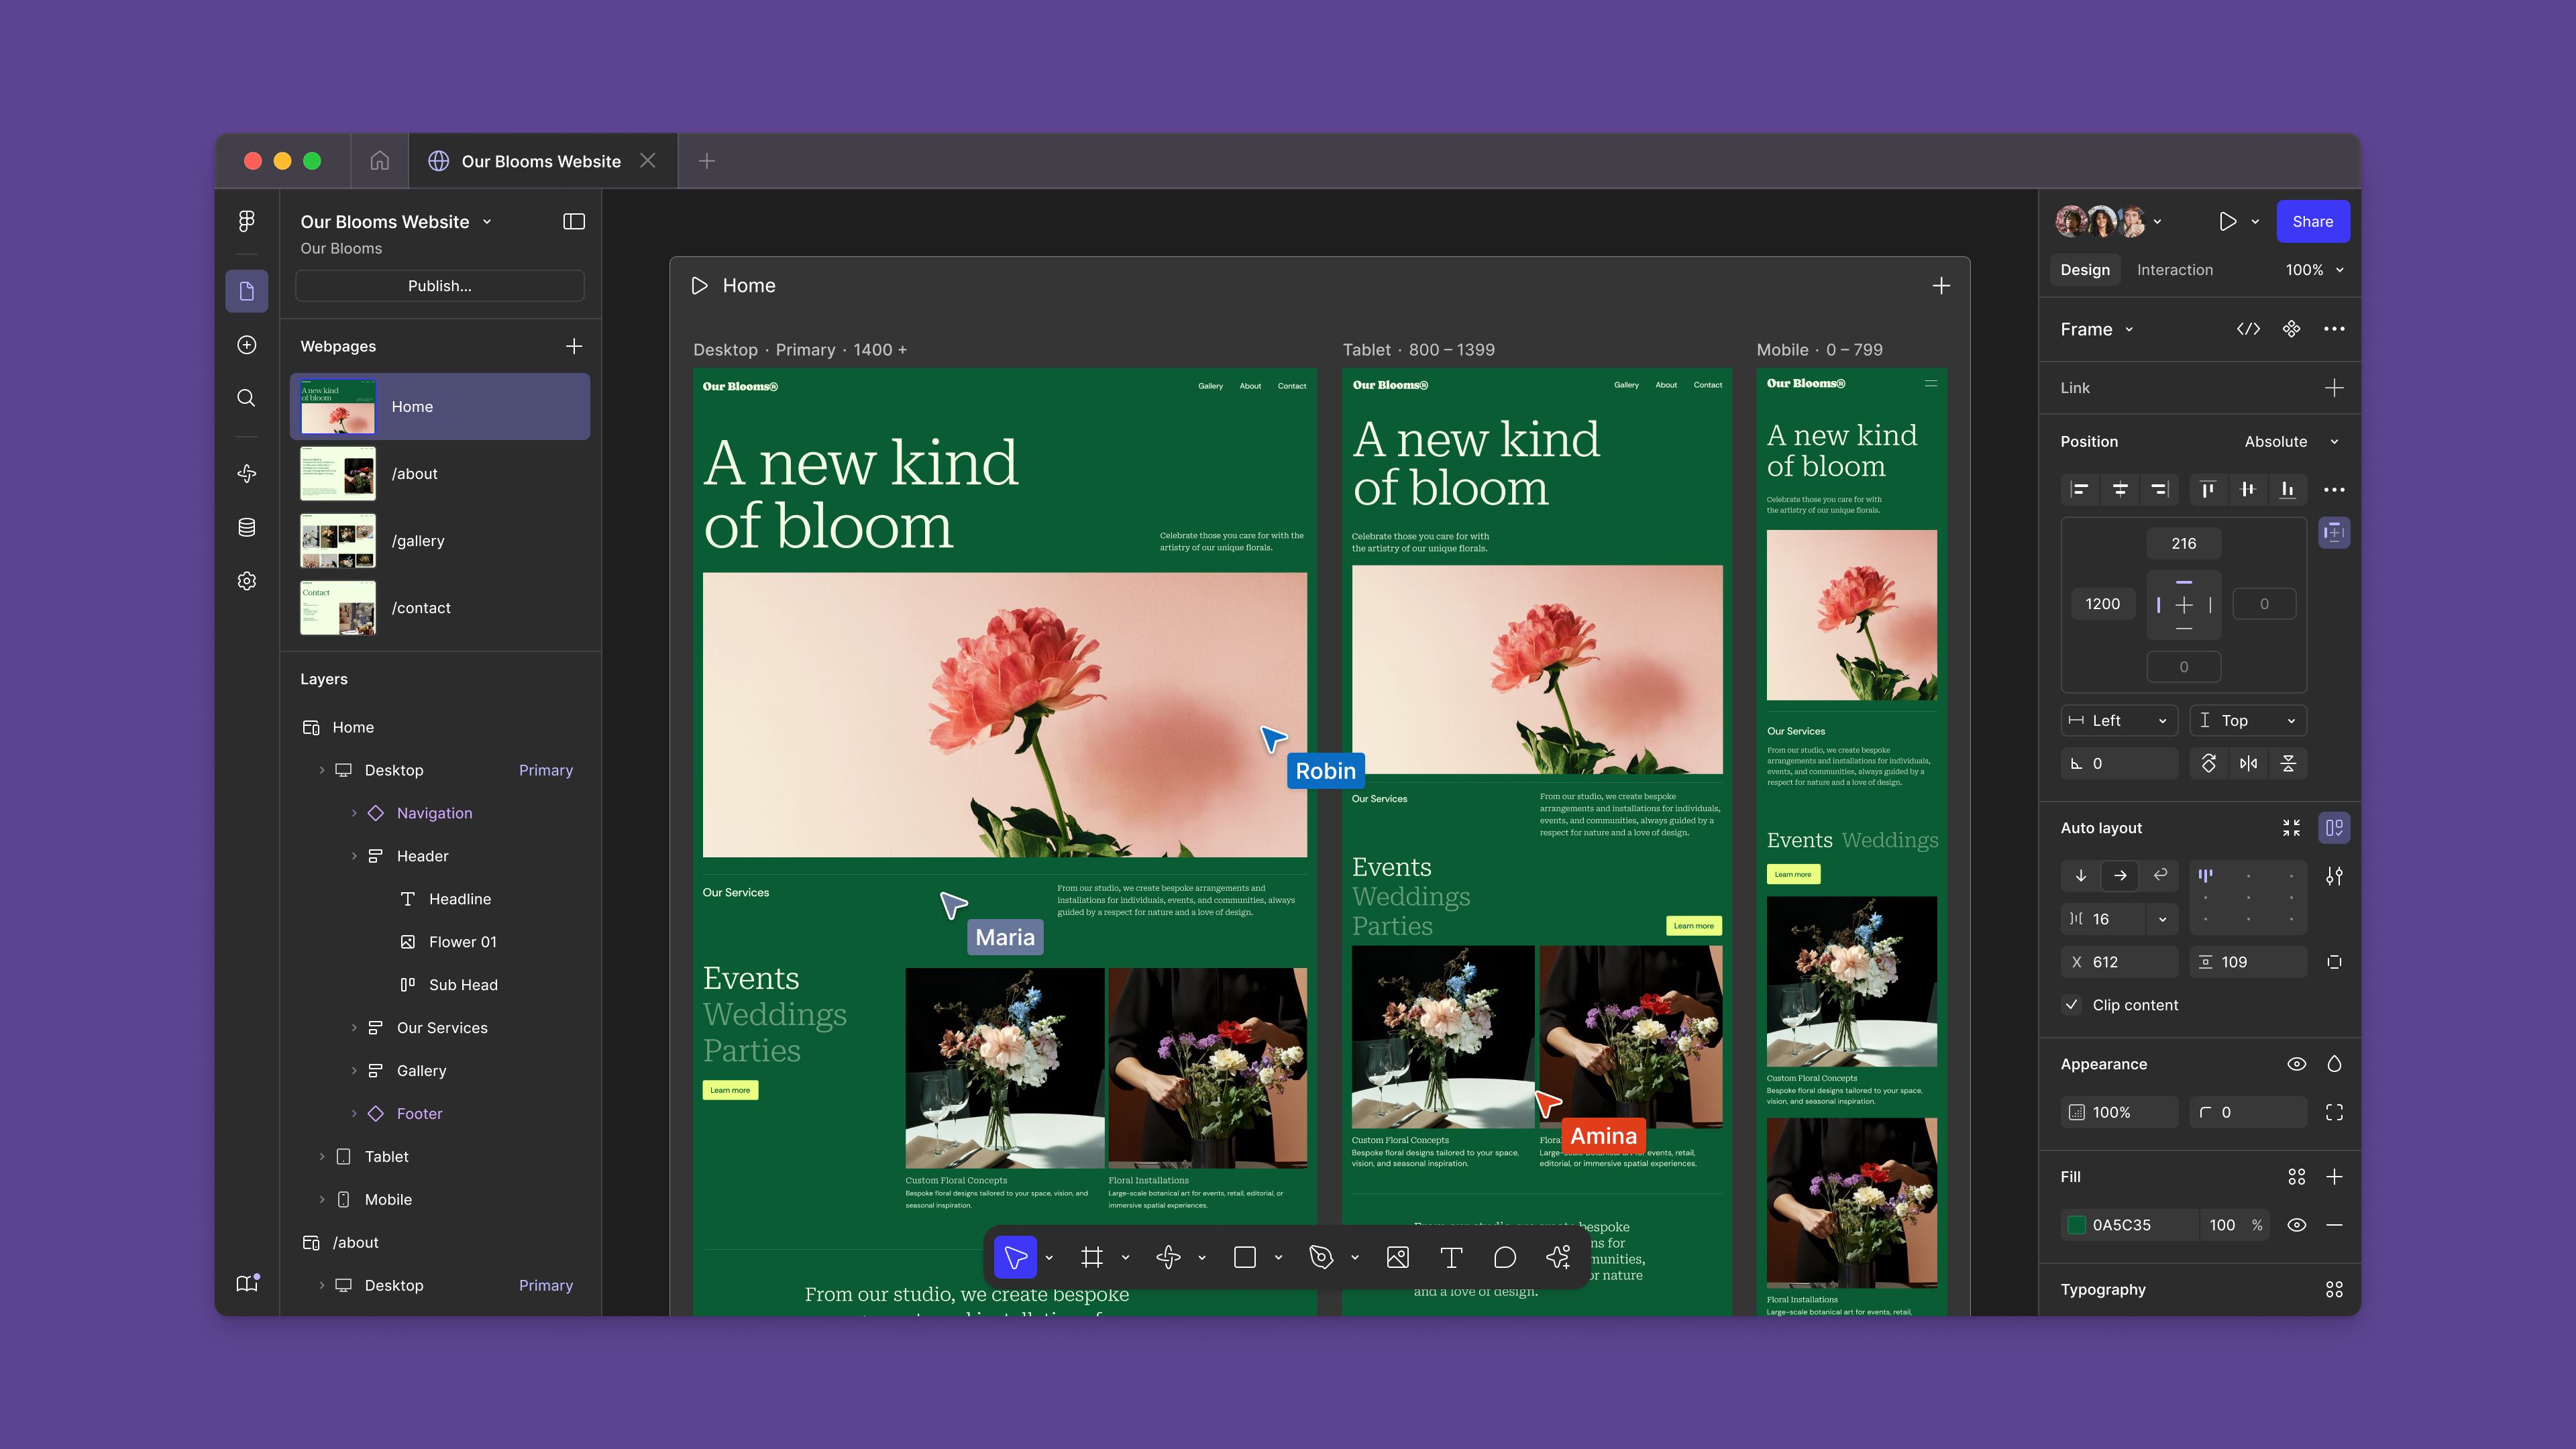 Our Blooms Website
Our Blooms Website
Our Blooms
Publish...
Webpages
A new kind
of bloom
Home
/about
/gallery
Contact
/contact
Layers
Home
Desktop Primary
Navigation
Header
Headline
Flower 01
Sub Head
Our Services
Gallery
Footer
Tablet
Mobile
/about
Desktop Primary
Home
Desktop · Primary · 1400 +
Our Blooms®
Gallery About Contact
A new kind
of bloom
Celebrate those you care for with the
artistry of our unique florals.
Robin
Our Services
From our studio, we create bespoke arrangements and
installations for individuals, events, and communities, always
guided by a respect for nature and a love of design.
Maria
Events
Weddings
Parties
Learn more
Custom Floral Concepts
Bespoke floral designs tailored to your space, vision, and
seasonal inspiration.
Floral Installations
Large-scale botanical art for events, retail, editorial, or
immersive spatial experiences.
From our studio, we create bespoke
Tablet · 800 – 1399
Our Blooms®
Gallery About Contact
A new kind
of bloom
Celebrate those you care for with
the artistry of our unique florals.
Our Services
From our studio, we create bespoke
arrangements and installations for individuals,
events, and communities, always guided by a
respect for nature and a love of design.
Events
Weddings
Parties
Learn more
Custom Floral Concepts
Bespoke floral designs tailored to your space,
vision, and seasonal inspiration.
Amina
events, retail,
editorial, or immersive spatial experiences.
bespoke
for
nature
and a love of design.
Mobile · 0 – 799
Our Blooms®
A new kind
of bloom
Celebrate those you care for with
the artistry of our unique florals.
Our Services
From our studio, we create bespoke
arrangements and installations for individuals,
events, and communities, always guided by a
respect for nature and a love of design.
Events Weddings
Learn more
Custom Floral Concepts
Bespoke floral designs tailored to your space,
vision, and seasonal inspiration.
Floral Installations
Large-scale botanical art for events, retail,
Share
Design Interaction 100%
Frame
Link
Position Absolute
216
1200 0
0
Left Top
0
Auto layout
16
X 612 109
Clip content
Appearance
100% 0
Fill
0A5C35 100 %
Typography